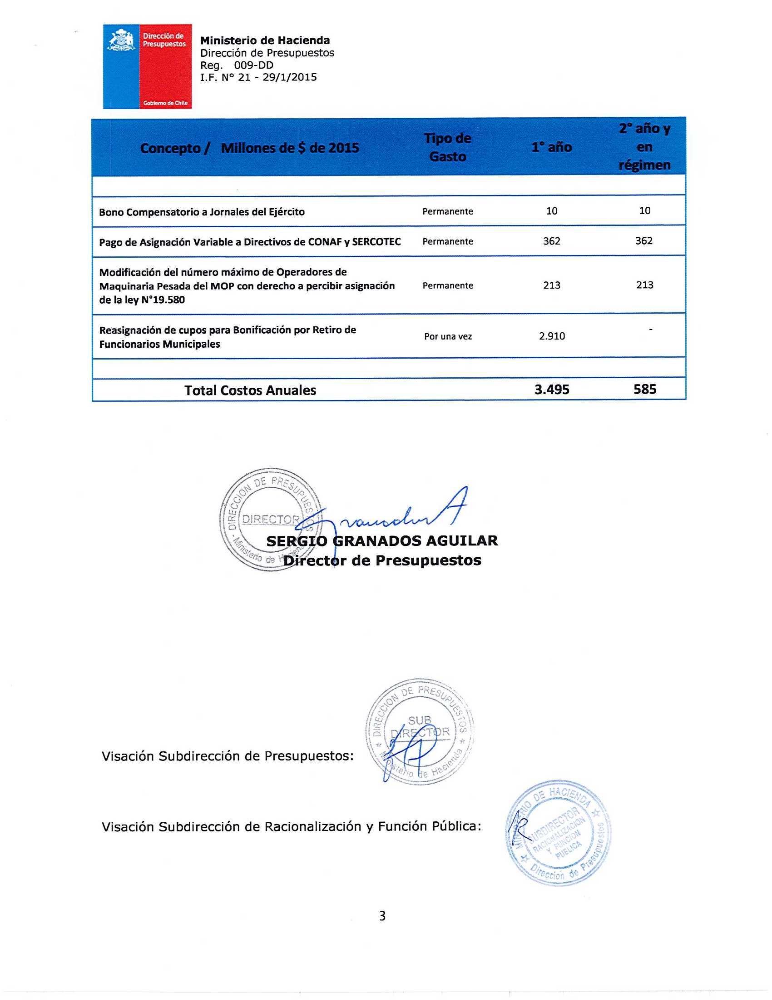 Dirección de
Presupuestos
Gobierno de Chile
Ministerio de Hacienda
Dirección de Presupuestos
Reg. 009-DD
I.F. N° 21 - 29/1/2015
Concepto / Millones de $ de 2015
Tipo de
Gasto
1° año
2° año y
en
régimen
Bono Compensatorio a Jornales del Ejército Permanente 10 10
Pago de Asignación Variable a Directivos de CONAF y SERCOTEC Permanente 362 362
Modificación del número máximo de Operadores de
Maquinaria Pesada del MOP con derecho a percibir asignación Permanente 213 213
de la ley N°19.580
Reasignación de cupos para Bonificación por Retiro de
Funcionarios Municipales Por una vez 2.910 -
Total Costos Anuales 3.495 585
DIRECCION DE PRESUPUESTOS
DIRECTOR
Ministerio de Hacienda
SERGIO GRANADOS AGUILAR
Director de Presupuestos
DIRECCION DE PRESUPUESTOS
SUB
DIRECTOR
Ministerio de Hacienda
Visación Subdirección de Presupuestos:
MINISTERIO DE HACIENDA
SUBDIRECTOR
RACIONALIZACION
Y FUNCION
PUBLICA
Dirección de Presupuestos
Visación Subdirección de Racionalización y Función Pública:
3